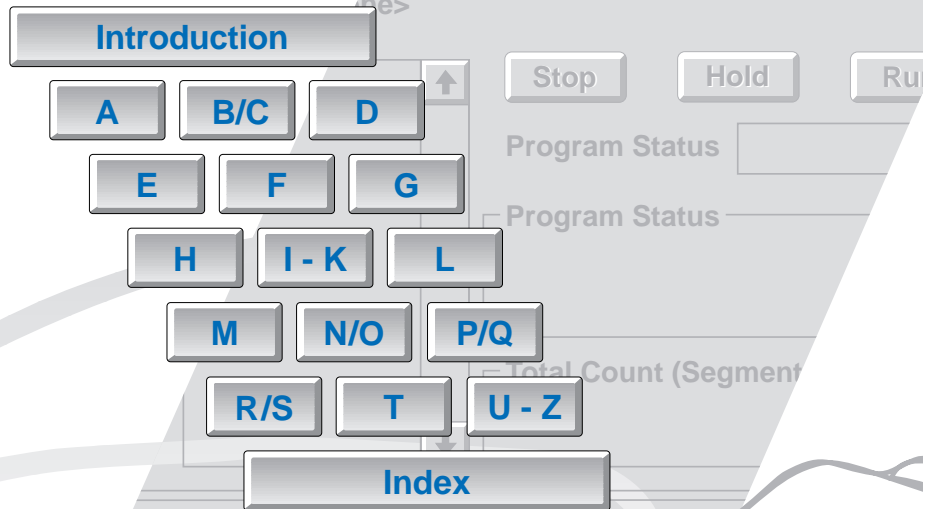 Introduction
Stop Hold
A B/C D
Program Status
E F G
Program Status
H I - K L
M N/O P/Q
Total Count (Segment
R/S T U - Z
Index